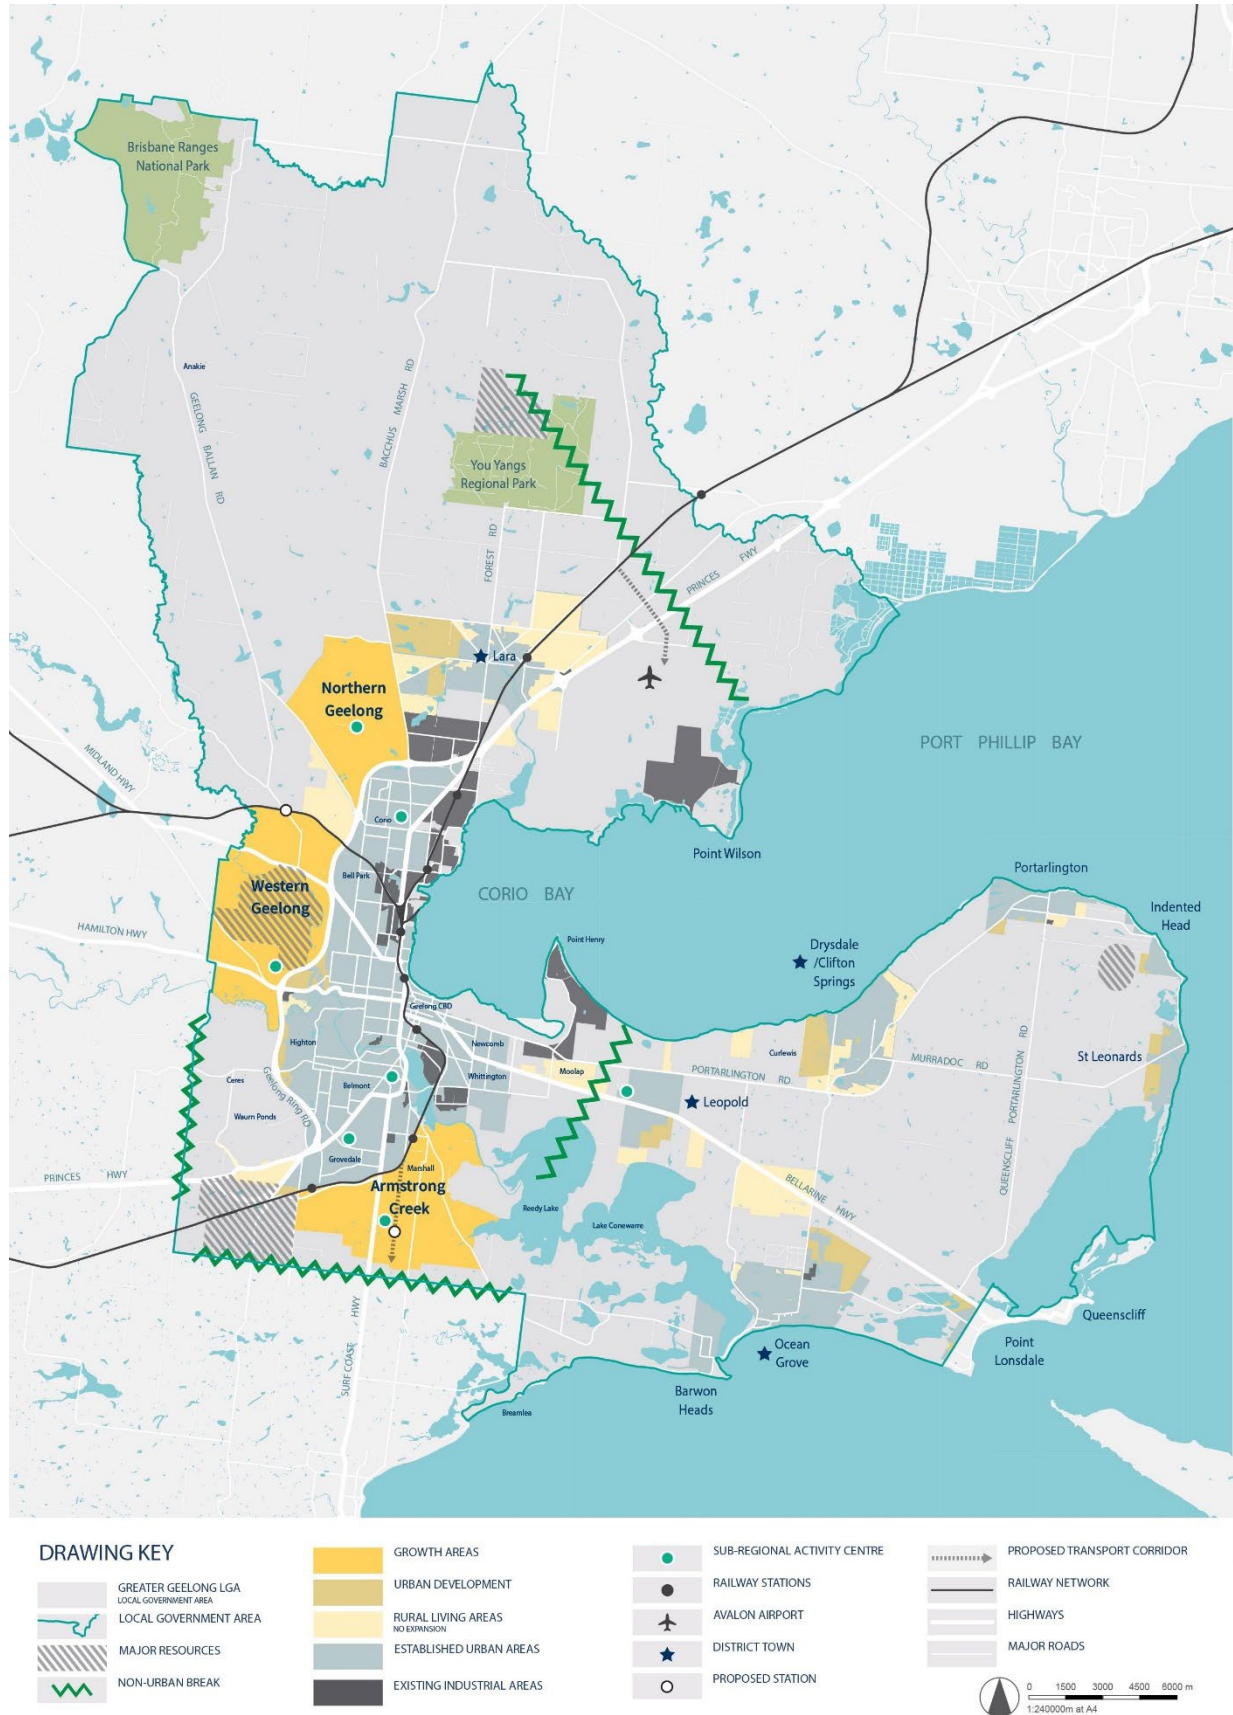 Brisbane Ranges
National Park
Anakie
GEELONG BALLAN RD
BACCHUS MARSH RD
You Yangs
Regional Park
FOREST RD
PRINCES FWY
Lara
Northern
Geelong
MIDLAND HWY
PORT PHILLIP BAY
Corio
Point Wilson
Portarlington
Bell Park
Western
Geelong
CORIO BAY
Indented
Head
HAMILTON HWY
Point Henry
Drysdale
/Clifton
Springs
Geelong CBD
Highton
Newcomb
Curlewis
MURRADOC RD
St Leonards
Ceres
Belmont
Whittington
Moolap
PORTARLINGTON RD
Geelong Ring RD
Leopold
Waurn Ponds
QUEENSCLIFF PORTARLINGTON RD
Grovedale
Marshall
PRINCES HWY
Armstrong
Creek
BELLARINE HWY
Reedy Lake
Lake Conewarre
SURF COAST HWY
Queenscliff
Ocean
Grove
Point
Lonsdale
Barwon
Heads
Breamlea
DRAWING KEY
GREATER GEELONG LGA
LOCAL GOVERNMENT AREA
LOCAL GOVERNMENT AREA
MAJOR RESOURCES
NON-URBAN BREAK
GROWTH AREAS
URBAN DEVELOPMENT
RURAL LIVING AREAS
NO EXPANSION
ESTABLISHED URBAN AREAS
EXISTING INDUSTRIAL AREAS
SUB-REGIONAL ACTIVITY CENTRE
RAILWAY STATIONS
AVALON AIRPORT
DISTRICT TOWN
PROPOSED STATION
PROPOSED TRANSPORT CORRIDOR
RAILWAY NETWORK
HIGHWAYS
MAJOR ROADS
0 1500 3000 4500 6000 m
1:240000m at A4